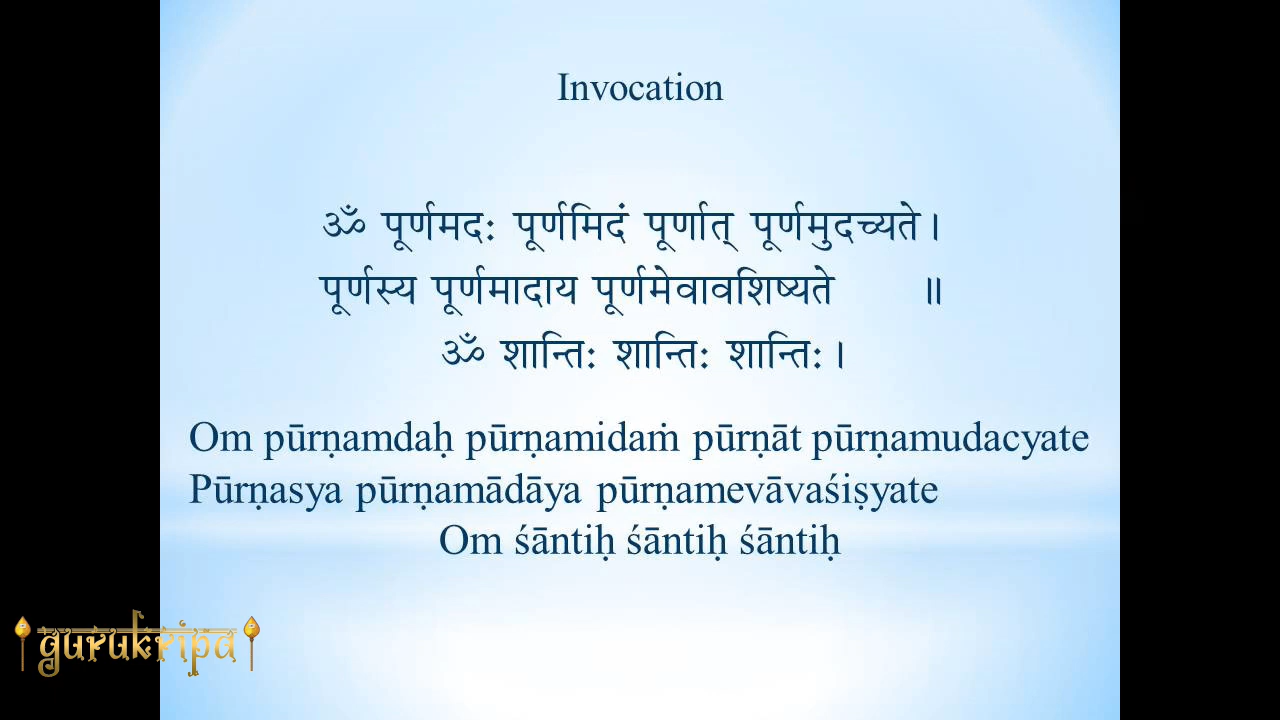 Invocation
ॐ पूर्णमदः पूर्णमिदं पूर्णात् पूर्णमुदच्यते।
पूर्णस्य पूर्णमादाय पूर्णमेवावशिष्यते ॥
ॐ शान्तिः शान्तिः शान्तिः।
Om pūrṇamdaḥ pūrṇamidaṁ pūrṇāt pūrṇamudacyate
Pūrṇasya pūrṇamādāya pūrṇamevāvaśiṣyate
Om śāntiḥ śāntiḥ śāntiḥ
gurukripa